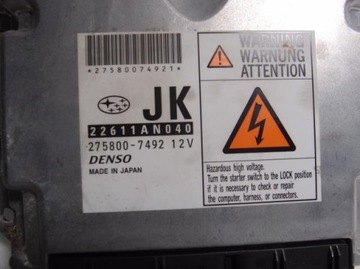 *27580074921*
JK
22611AN040
275800-7492 12V
DENSO
MADE IN JAPAN
WARNING
WARNUNG
ATTENTION
Hazardous high voltage.
Turn the starter switch to the LOCK position
if it is necessary to check or repair
the computer, harness, or connectors.